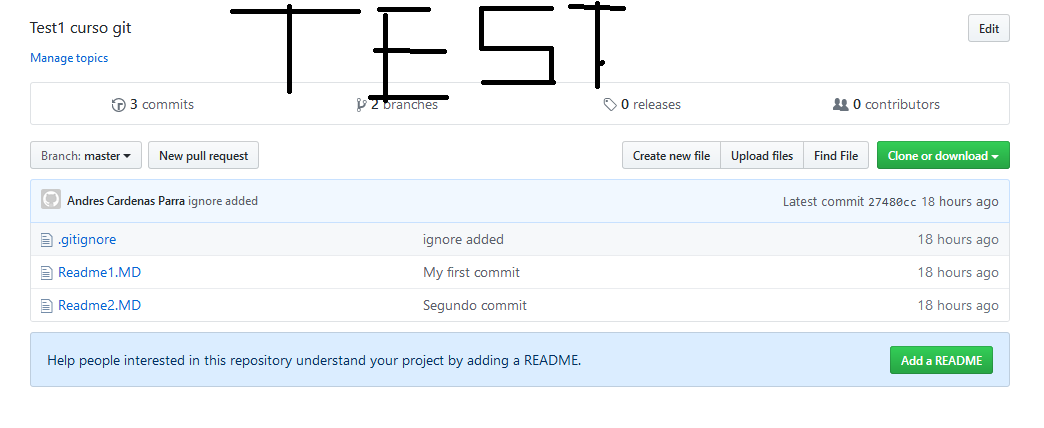 TEST
Test1 curso git
Edit
Manage topics
3 commits 2 branches 0 releases 0 contributors
Branch: master New pull request Create new file Upload files Find File Clone or download
Andres Cardenas Parra ignore added Latest commit 27480cc 18 hours ago
.gitignore ignore added 18 hours ago
Readme1.MD My first commit 18 hours ago
Readme2.MD Segundo commit 18 hours ago
Help people interested in this repository understand your project by adding a README. Add a README